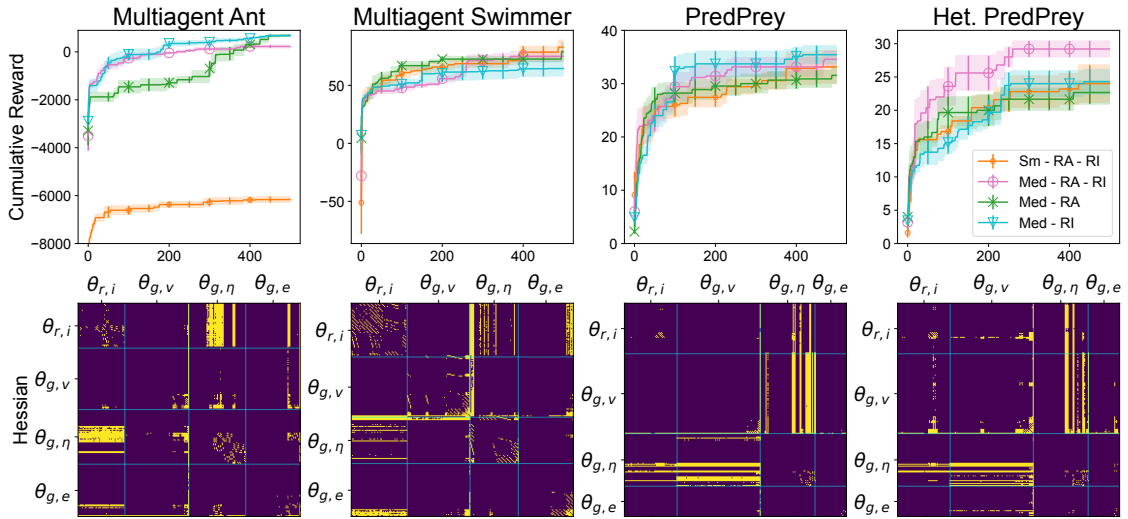 Multiagent Ant Multiagent Swimmer PredPrey Het. PredPrey
Cumulative Reward
0
−2000
−4000
−6000
−8000
0 200 400
50
0
−50
0 200 400
40
30
20
10
0
0 200 400
30
25
20
15
10
5
0
0 200 400
Sm - RA - RI
Med - RA - RI
Med - RA
Med - RI
Hessian
θr,i θg,v θg,η θg,e
θr,i
θg,v
θg,η
θg,e
θr,i θg,v θg,η θg,e
θr,i
θg,v
θg,η
θg,e
θr,i θg,v θg,η θg,e
θr,i
θg,v
θg,η
θg,e
θr,i θg,v θg,η θg,e
θr,i
θg,v
θg,η
θg,e